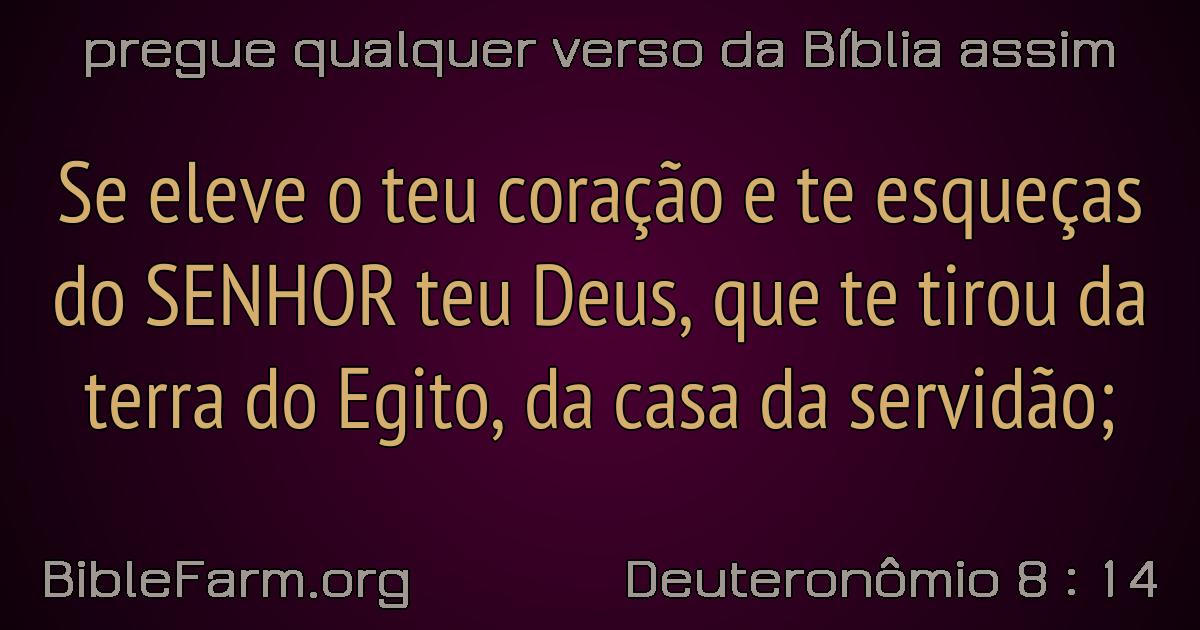 pregue qualquer verso da Bíblia assim
Se eleve o teu coração e te esqueças
do SENHOR teu Deus, que te tirou da
terra do Egito, da casa da servidão;
BibleFarm.org
Deuteronômio 8 : 14